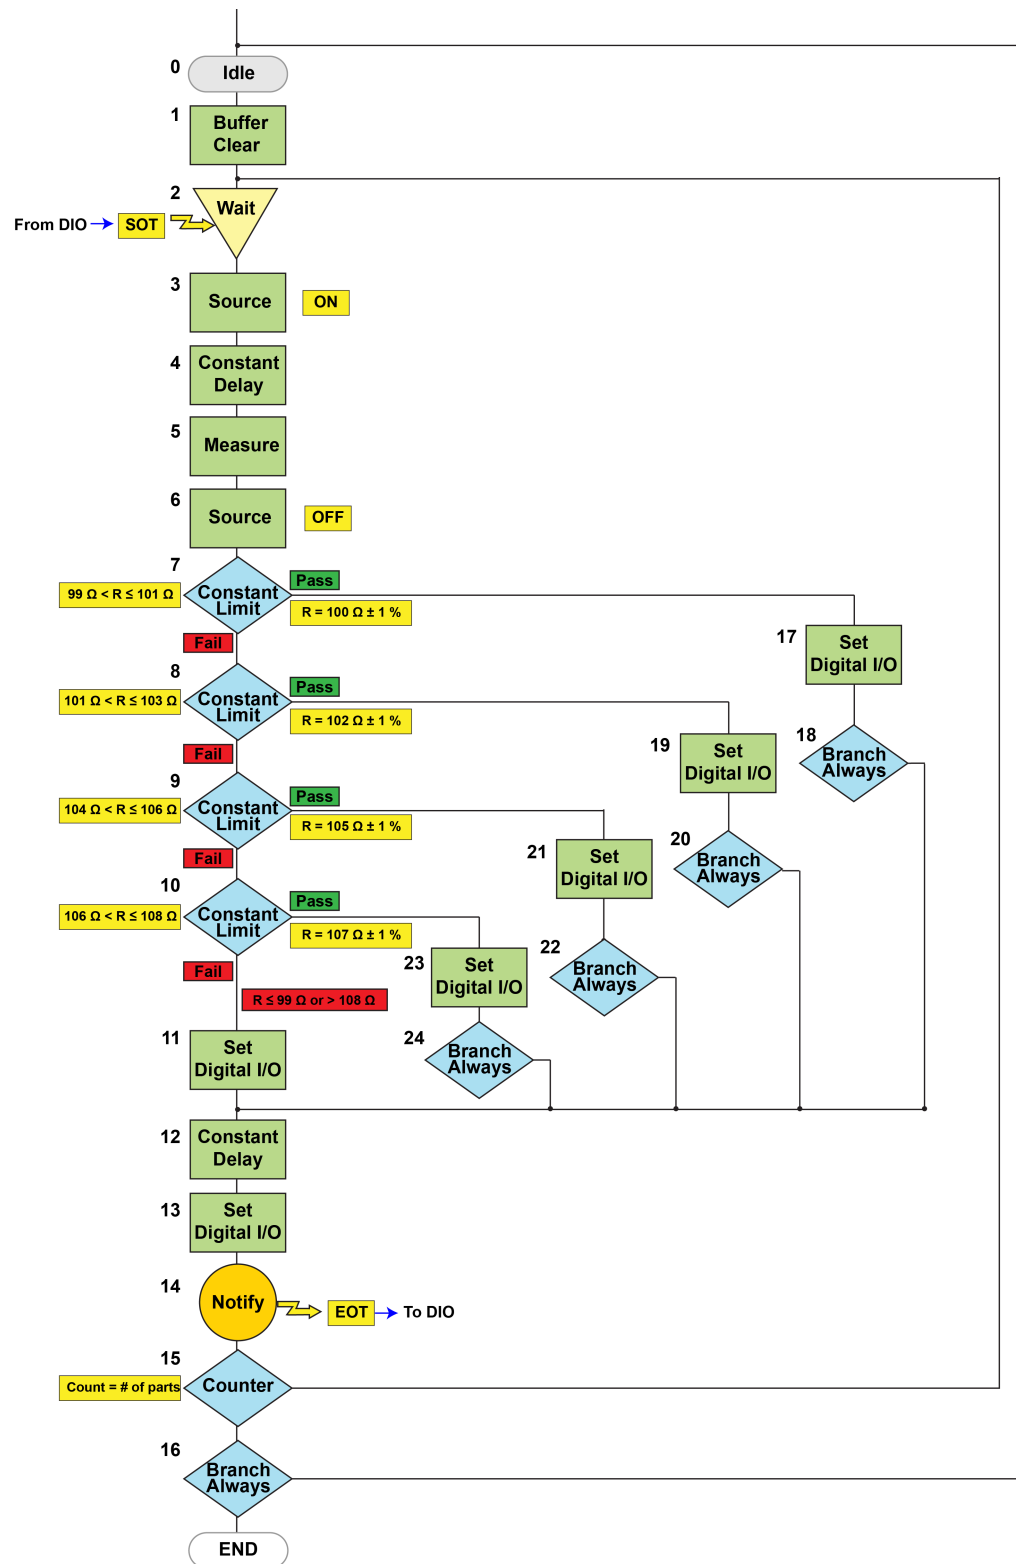 0
Idle
1
Buffer
Clear
2
Wait
From DIO
SOT
3
Source
ON
4
Constant
Delay
5
Measure
6
Source
OFF
7
99 Ω < R ≤ 101 Ω
Constant
Limit
Pass
R = 100 Ω ± 1 %
Fail
17
Set
Digital I/O
18
Branch
Always
8
101 Ω < R ≤ 103 Ω
Constant
Limit
Pass
R = 102 Ω ± 1 %
Fail
19
Set
Digital I/O
20
Branch
Always
9
104 Ω < R ≤ 106 Ω
Constant
Limit
Pass
R = 105 Ω ± 1 %
Fail
21
Set
Digital I/O
22
Branch
Always
10
106 Ω < R ≤ 108 Ω
Constant
Limit
Pass
R = 107 Ω ± 1 %
Fail
23
Set
Digital I/O
24
Branch
Always
R ≤ 99 Ω or > 108 Ω
11
Set
Digital I/O
12
Constant
Delay
13
Set
Digital I/O
14
Notify
EOT
To DIO
15
Count = # of parts
Counter
16
Branch
Always
END